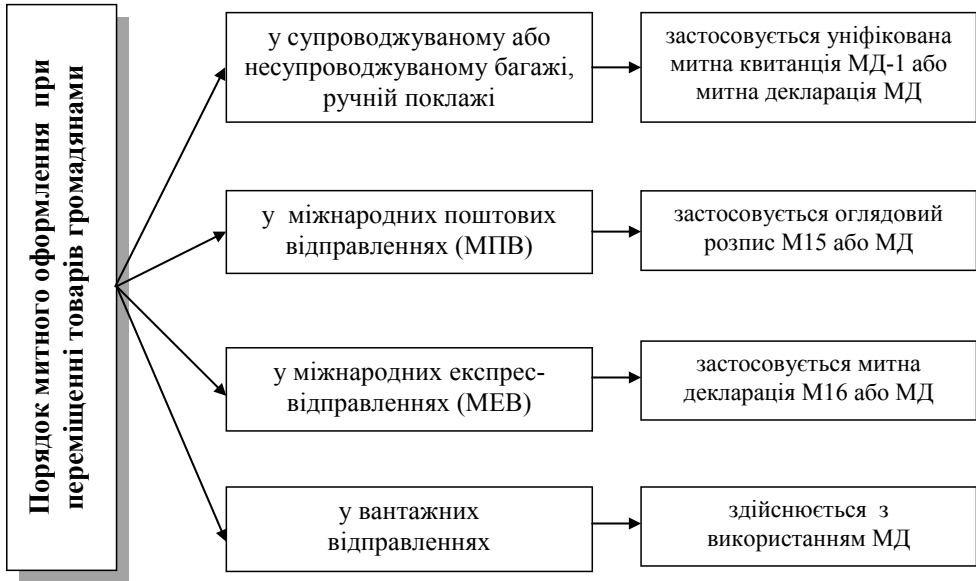 Порядок митного оформлення при
переміщенні товарів громадянами
у супроводжуваному або
несупроводжуваному багажі,
ручній поклажі
застосовується уніфікована
митна квитанція МД-1 або
митна декларація МД
у міжнародних поштових
відправленнях (МПВ)
застосовується оглядовий
розпис М15 або МД
у міжнародних експрес-
відправленнях (МЕВ)
застосовується митна
декларація М16 або МД
у вантажних
відправленнях
здійснюється з
використанням МД